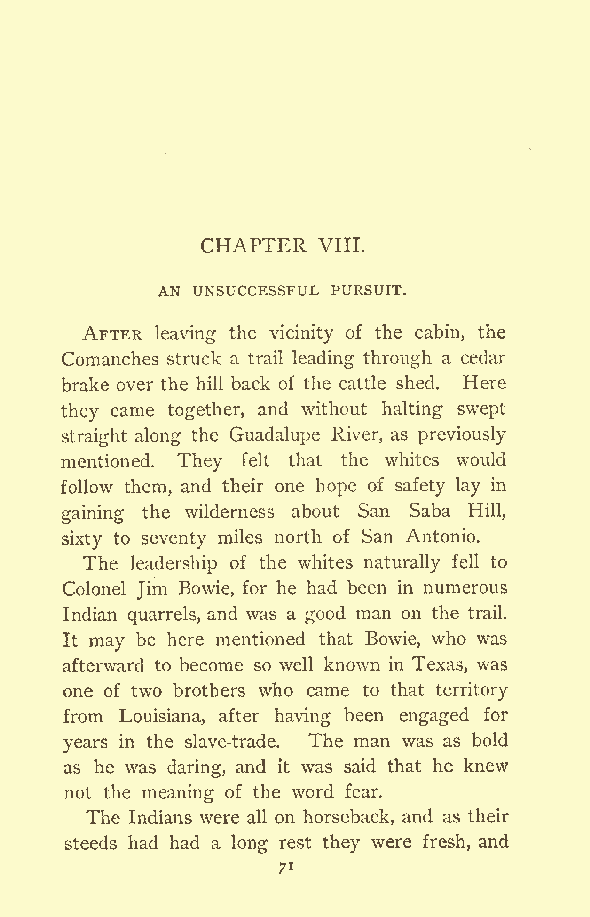 CHAPTER VIII.
AN UNSUCCESSFUL PURSUIT.
AFTER leaving the vicinity of the cabin, the
Comanches struck a trail leading through a cedar
brake over the hill back of the cattle shed. Here
they came together, and without halting swept
straight along the Guadalupe River, as previously
mentioned. They felt that the whites would
follow them, and their one hope of safety lay in
gaining the wilderness about San Saba Hill,
sixty to seventy miles north of San Antonio.
The leadership of the whites naturally fell to
Colonel Jim Bowie, for he had been in numerous
Indian quarrels, and was a good man on the trail.
It may be here mentioned that Bowie, who was
afterward to become so well known in Texas, was
one of two brothers who came to that territory
from Louisiana, after having been engaged for
years in the slave-trade. The man was as bold
as he was daring, and it was said that he knew
not the meaning of the word fear.
The Indians were all on horseback, and as their
steeds had had a long rest they were fresh, and
71